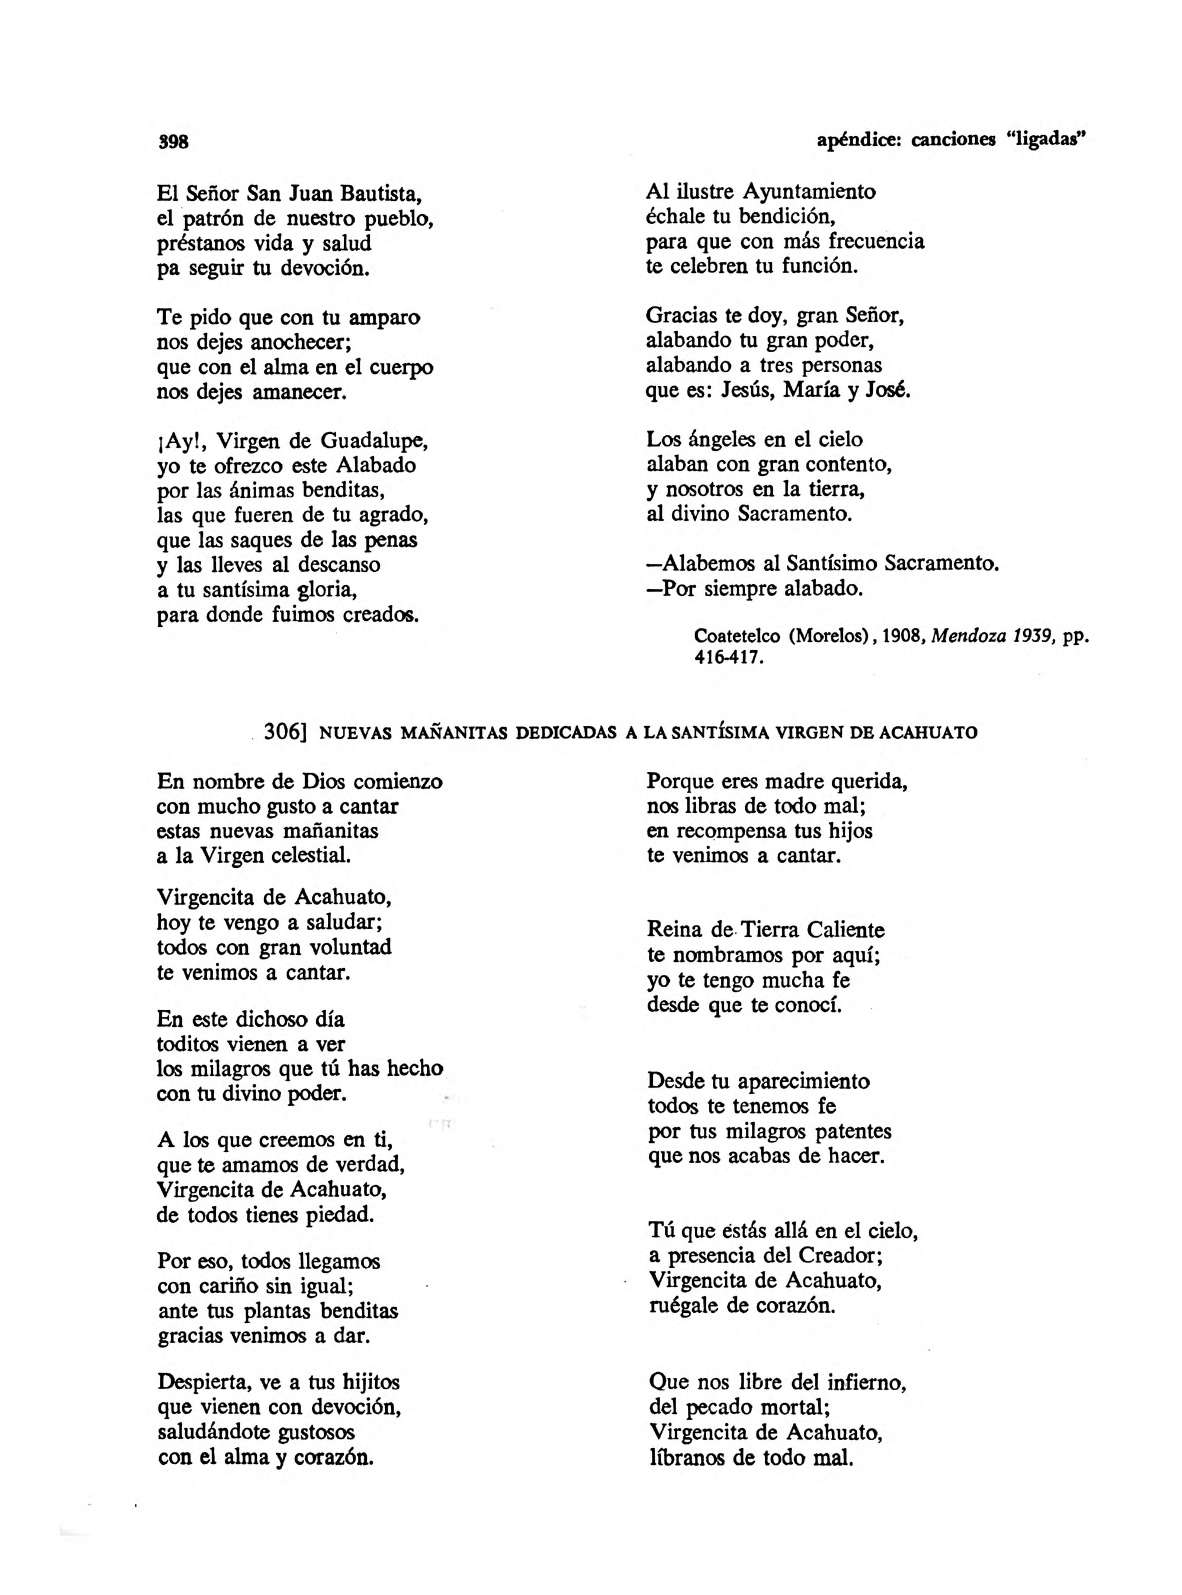 398
apéndice: canciones "ligadas"
El Señor San Juan Bautista,
el patrón de nuestro pueblo,
préstanos vida y salud
pa seguir tu devoción.
Te pido que con tu amparo
nos dejes anochecer;
que con el alma en el cuerpo
nos dejes amanecer.
¡Ay!, Virgen de Guadalupe,
yo te ofrezco este Alabado
por las ánimas benditas,
las que fueren de tu agrado,
que las saques de las penas
y las lleves al descanso
a tu santísima gloria,
para donde fuimos creados.
Al ilustre Ayuntamiento
échale tu bendición,
para que con más frecuencia
te celebren tu función.
Gracias te doy, gran Señor,
alabando tu gran poder,
alabando a tres personas
que es: Jesús, María y José.
Los ángeles en el cielo
alaban con gran contento,
y nosotros en la tierra,
al divino Sacramento.
—Alabemos al Santísimo Sacramento.
—Por siempre alabado.
Coatetelco (Morelos), 1908, Mendoza 1939, pp.
416-417.
306] NUEVAS MAÑANITAS DEDICADAS A LA SANTÍSIMA VIRGEN DE ACAHUATO
En nombre de Dios comienzo
con mucho gusto a cantar
estas nuevas mañanitas
a la Virgen celestial.
Virgencita de Acahuato,
hoy te vengo a saludar;
todos con gran voluntad
te venimos a cantar.
En este dichoso día
toditos vienen a ver
los milagros que tú has hecho
con tu divino poder.
A los que creemos en ti,
que te amamos de verdad,
Virgencita de Acahuato,
de todos tienes piedad.
Por eso, todos llegamos
con cariño sin igual;
ante tus plantas benditas
gracias venimos a dar.
Despierta, ve a tus hijitos
que vienen con devoción,
saludándote gustosos
con el alma y corazón.
Porque eres madre querida,
nos libras de todo mal;
en recompensa tus hijos
te venimos a cantar.
Reina de Tierra Caliente
te nombramos por aquí;
yo te tengo mucha fe
desde que te conocí.
Desde tu aparecimiento
todos te tenemos fe
por tus milagros patentes
que nos acabas de hacer.
Tú que estás allá en el cielo,
a presencia del Creador;
Virgencita de Acahuato,
ruégale de corazón.
Que nos libre del infierno,
del pecado mortal;
Virgencita de Acahuato,
líbranos de todo mal.